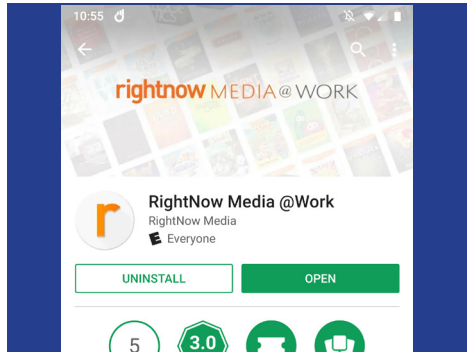 10:55
rightnow MEDIA@WORK
RightNow Media @Work
RightNow Media
E Everyone
UNINSTALL
OPEN
5
3.0